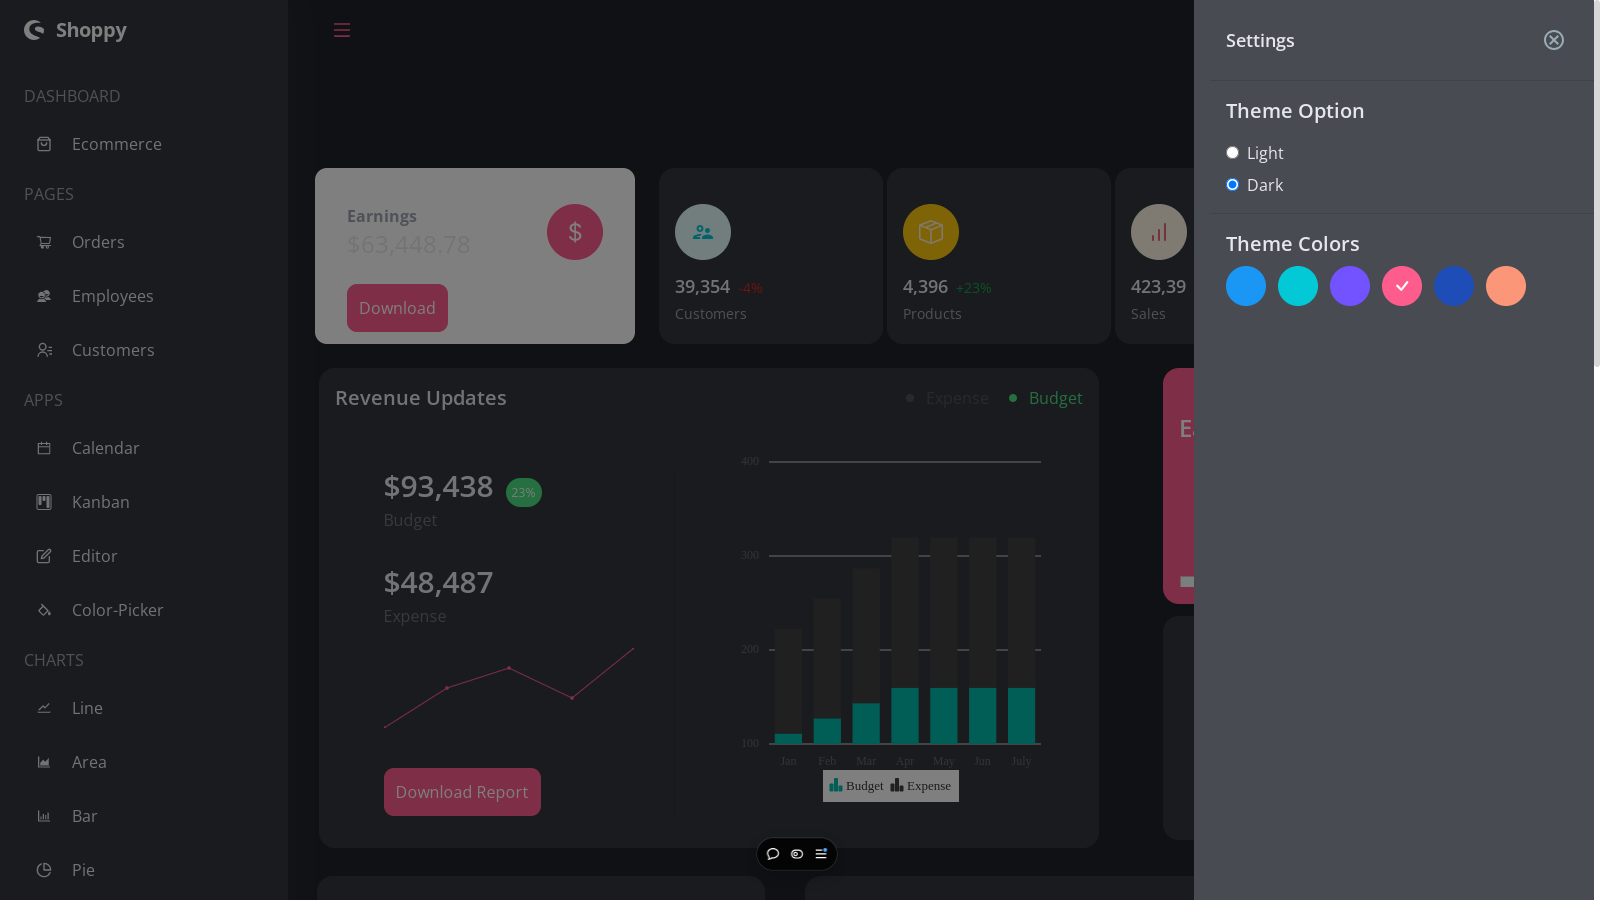 Shoppy
DASHBOARD
Ecommerce
PAGES
Orders
Employees
Customers
APPS
Calendar
Kanban
Editor
Color-Picker
CHARTS
Line
Area
Bar
Pie
Earnings
$63,448.78
$
Download
39,354 -4%
Customers
4,396 +23%
Products
423,39
Sales
Revenue Updates
Expense
Budget
$93,438 23%
Budget
$48,487
Expense
Download Report
400
300
200
100
Jan Feb Mar Apr May Jun July
Budget Expense
Settings
Theme Option
Light
Dark
Theme Colors